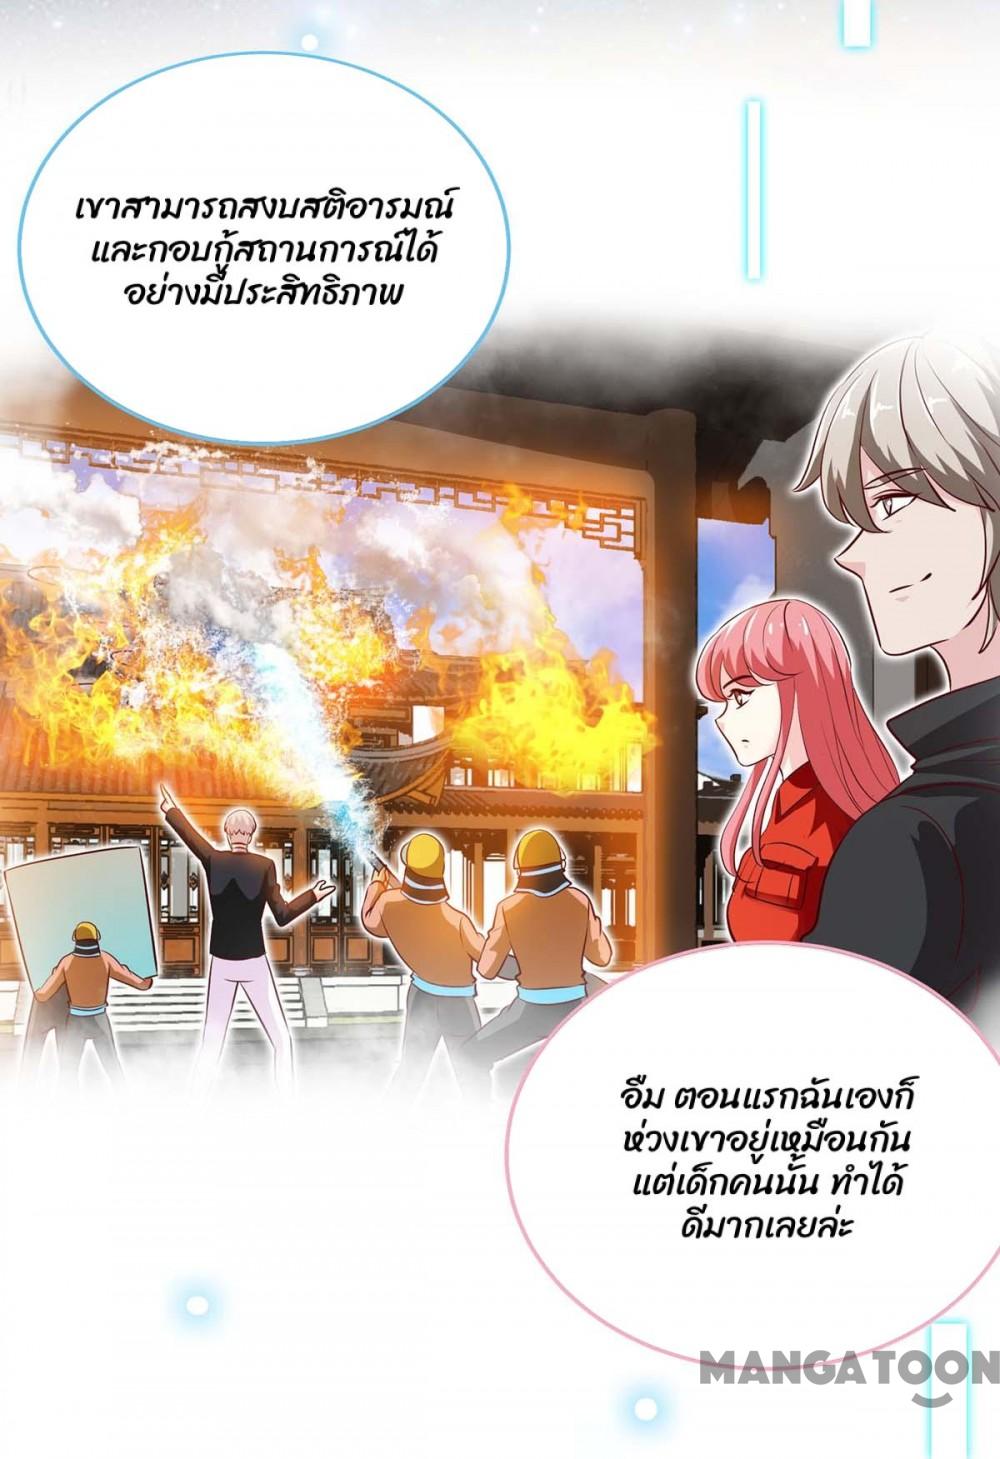 เขาสามารถสงบสติอารมณ์
และกอบกู้สถานการณ์ได้
อย่างมีประสิทธิภาพ
อืม ตอนแรกฉันเองก็
ห่วงเขาอยู่เหมือนกัน
แต่เด็กคนนั้น ทำได้
ดีมากเลยล่ะ
MANGATOON